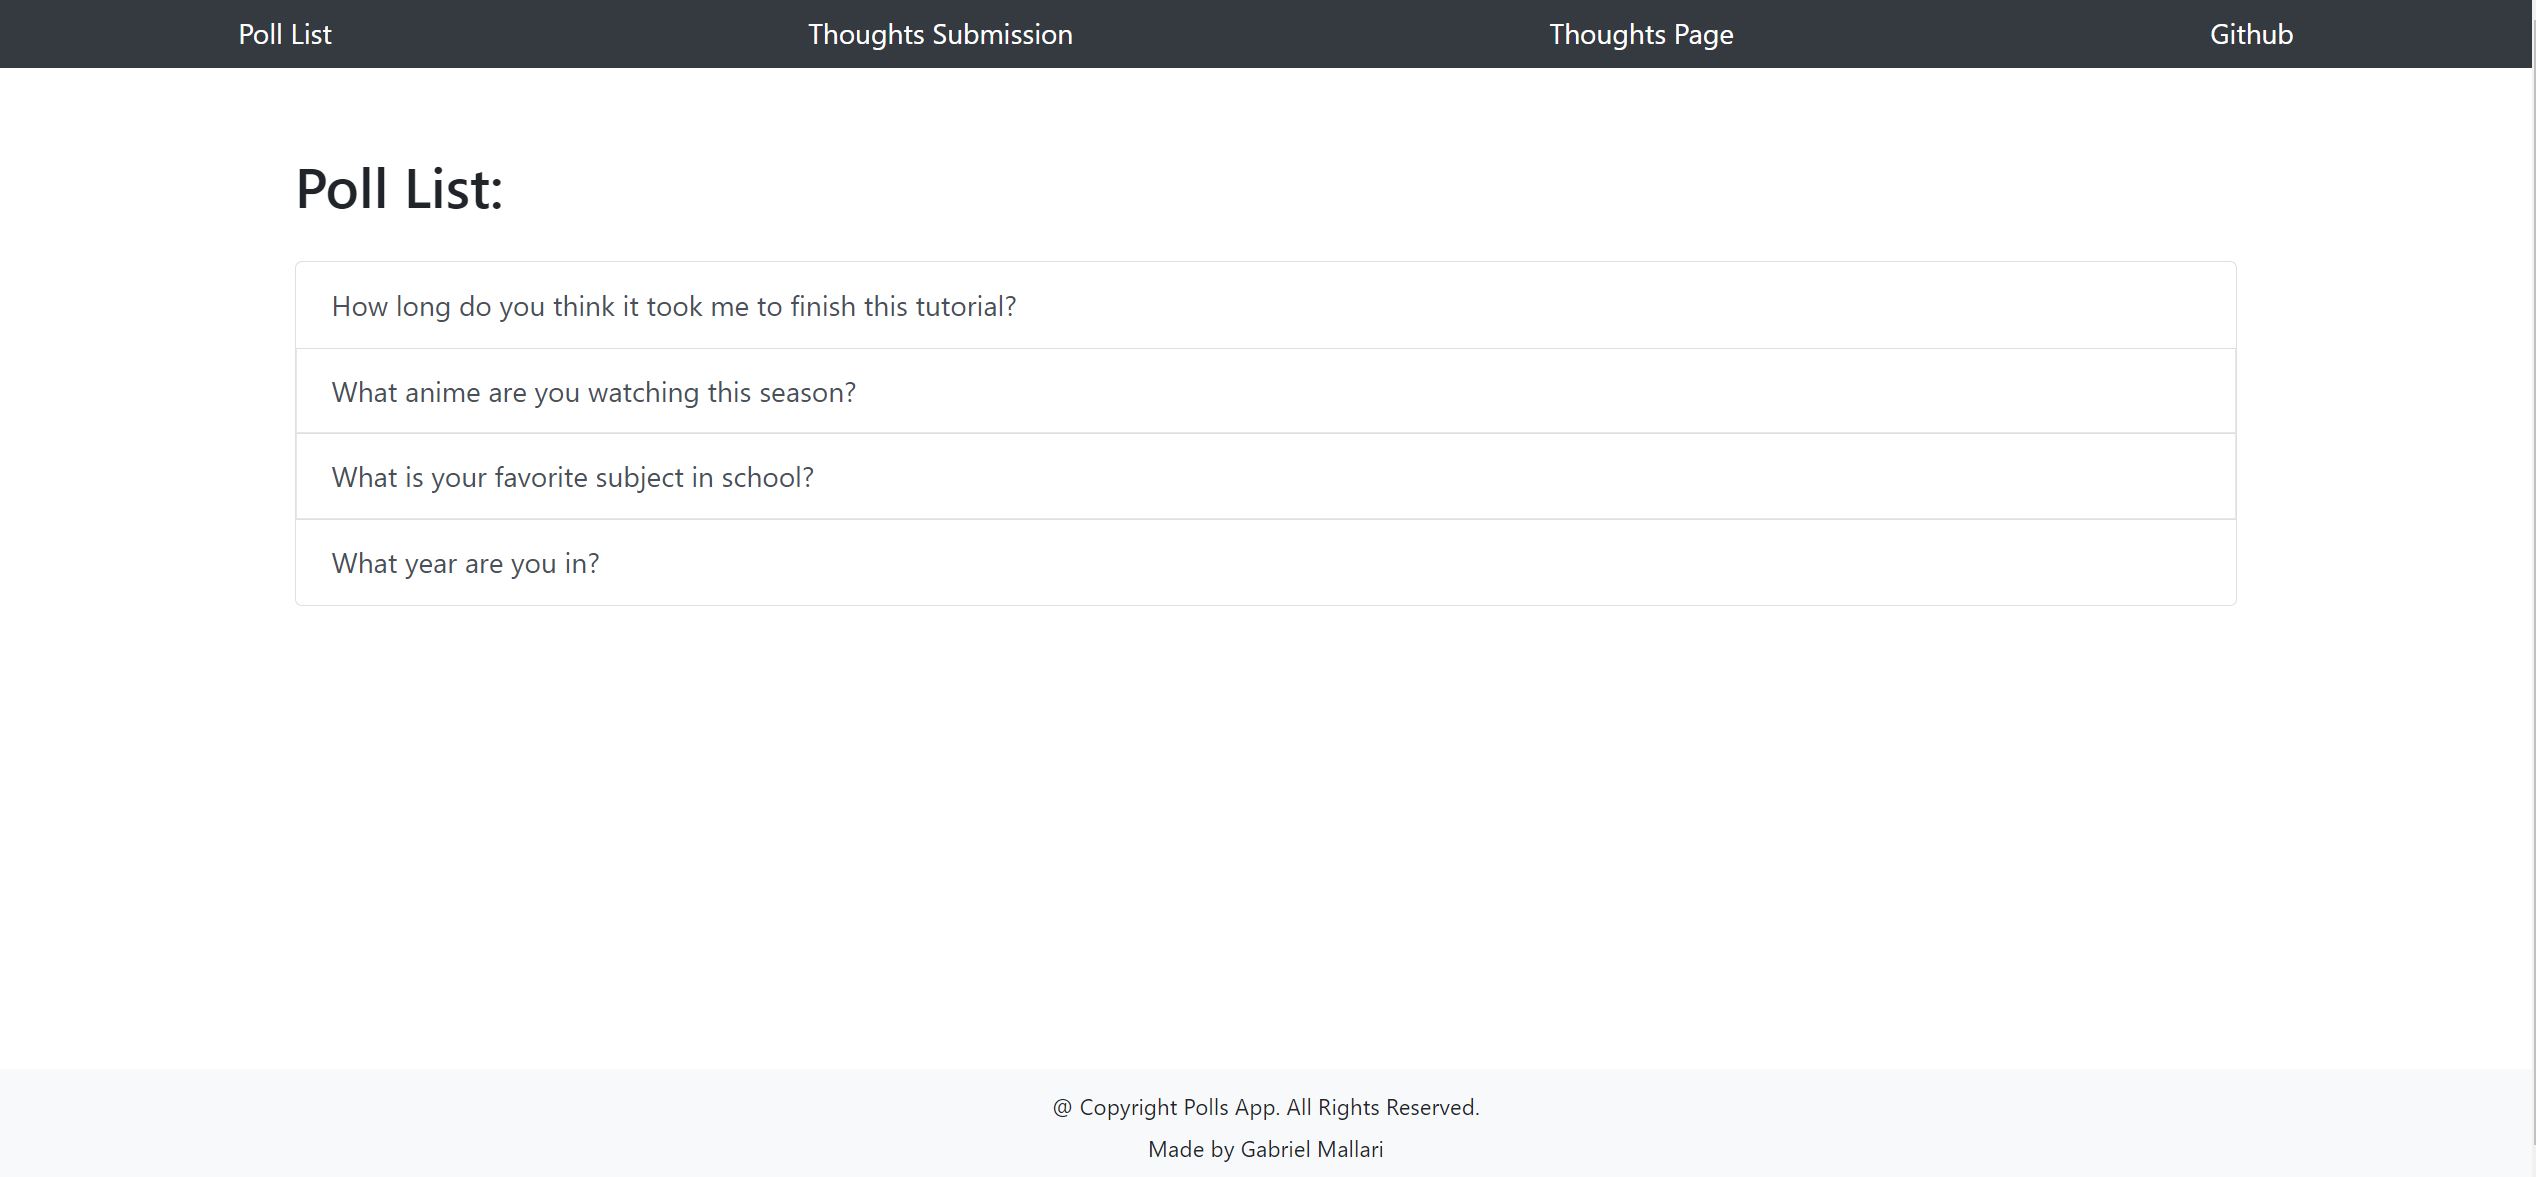 Poll List Thoughts Submission Thoughts Page Github
Poll List:
How long do you think it took me to finish this tutorial?
What anime are you watching this season?
What is your favorite subject in school?
What year are you in?
@ Copyright Polls App. All Rights Reserved.
Made by Gabriel Mallari